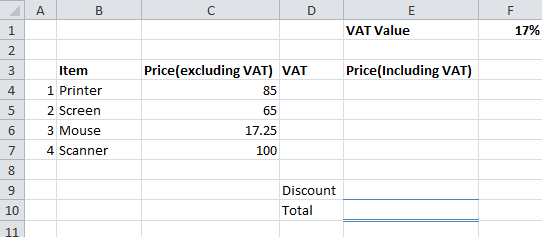 A B C D E F
1 VAT Value 17%
2
3 Item Price(excluding VAT) VAT Price(Including VAT)
4 1 Printer 85
5 2 Screen 65
6 3 Mouse 17.25
7 4 Scanner 100
8
9 Discount
10 Total
11